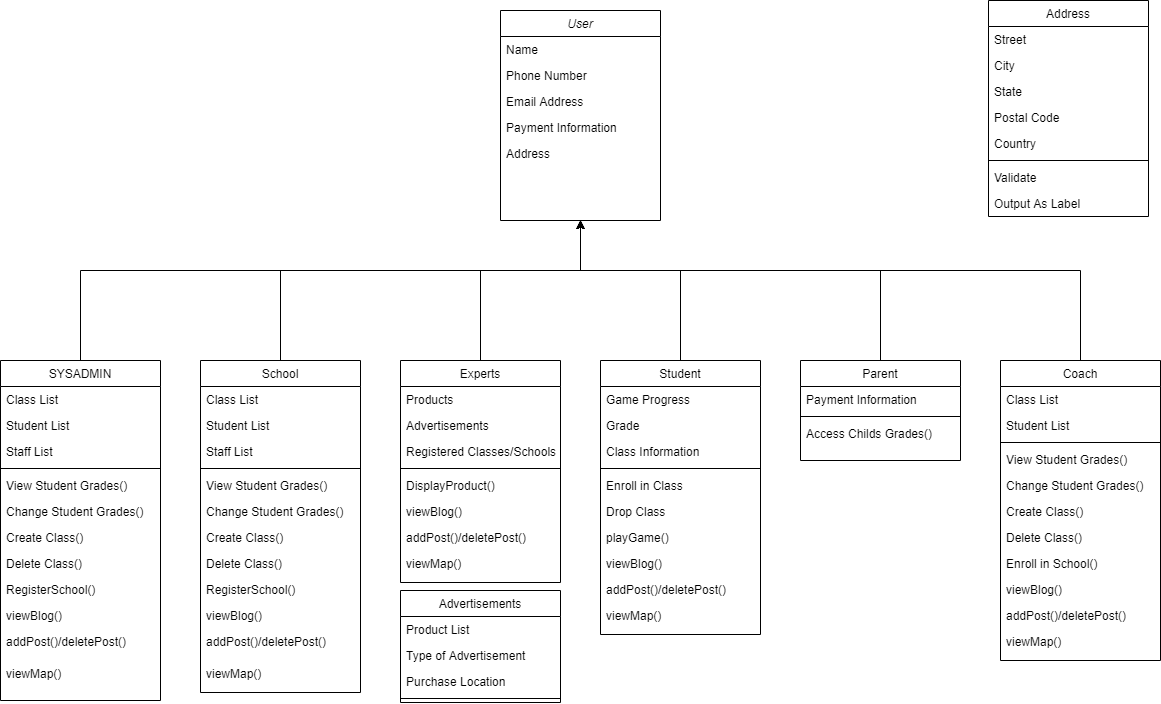 User
Name
Phone Number
Email Address
Payment Information
Address
Address
Street
City
State
Postal Code
Country
Validate
Output As Label
SYSADMIN
Class List
Student List
Staff List
View Student Grades()
Change Student Grades()
Create Class()
Delete Class()
RegisterSchool()
viewBlog()
addPost()/deletePost()
viewMap()
School
Class List
Student List
Staff List
View Student Grades()
Change Student Grades()
Create Class()
Delete Class()
RegisterSchool()
viewBlog()
addPost()/deletePost()
viewMap()
Experts
Products
Advertisements
Registered Classes/Schools
DisplayProduct()
viewBlog()
addPost()/deletePost()
viewMap()
Advertisements
Product List
Type of Advertisement
Purchase Location
Student
Game Progress
Grade
Class Information
Enroll in Class
Drop Class
playGame()
viewBlog()
addPost()/deletePost()
viewMap()
Parent
Payment Information
Access Childs Grades()
Coach
Class List
Student List
View Student Grades()
Change Student Grades()
Create Class()
Delete Class()
Enroll in School()
viewBlog()
addPost()/deletePost()
viewMap()